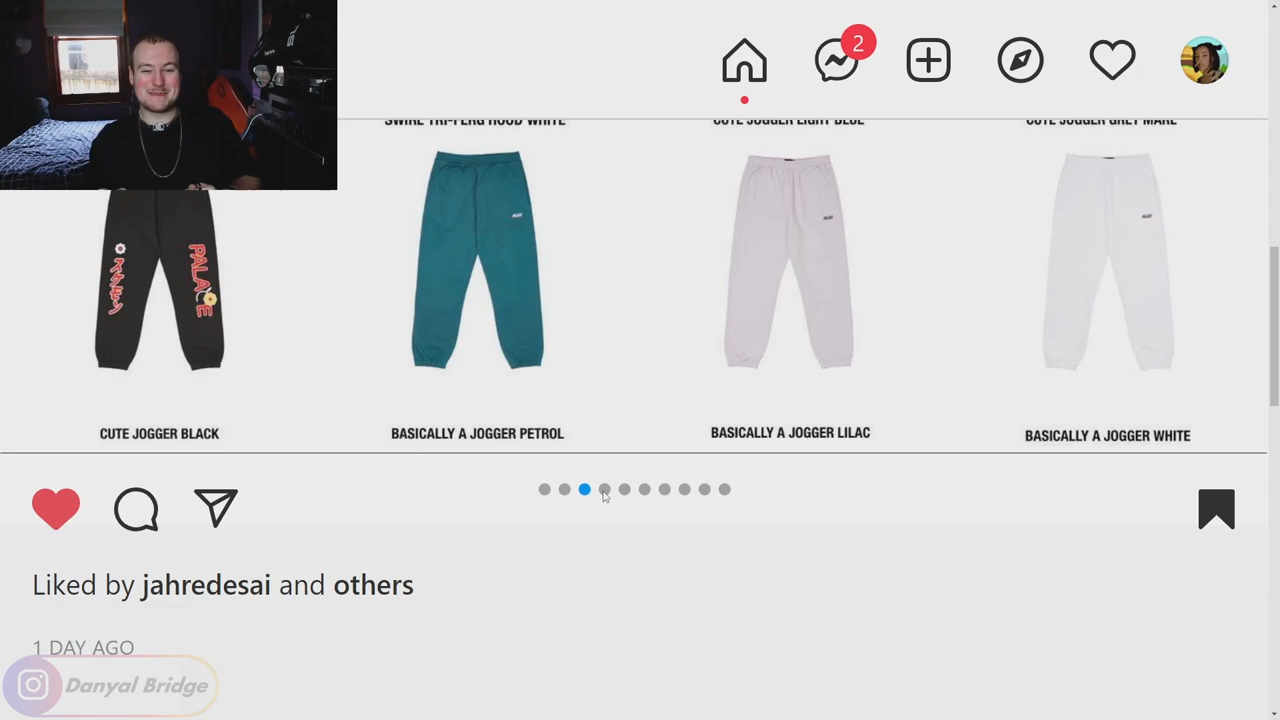 2
SWIRL TRI-FERG HOOD WHITE
CUTE JOGGER LIGHT BLUE
CUTE JOGGER GREY MARL
PALACE
CUTE JOGGER BLACK
BASICALLY A JOGGER PETROL
BASICALLY A JOGGER LILAC
BASICALLY A JOGGER WHITE
Liked by jahredesai and others
1 DAY AGO
Danyal Bridge